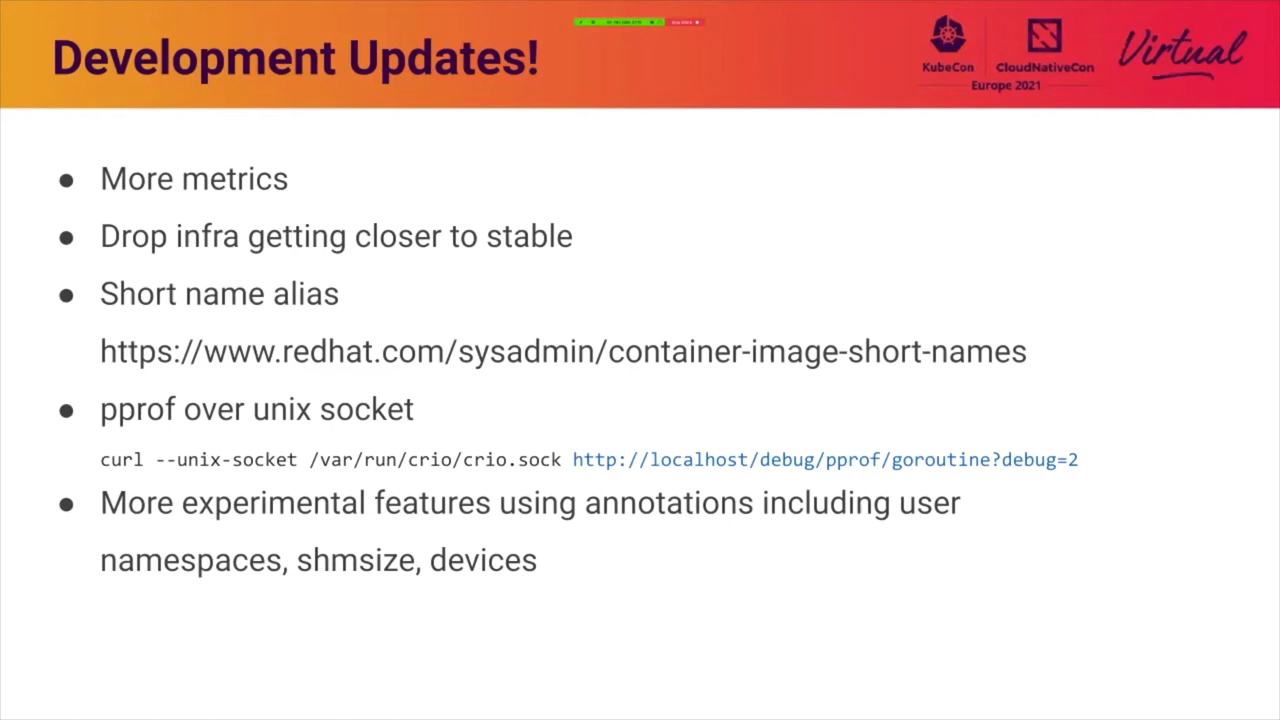 Development Updates!
KubeCon
CloudNativeCon
Europe 2021
Virtual
● More metrics
● Drop infra getting closer to stable
● Short name alias
https://www.redhat.com/sysadmin/container-image-short-names
● pprof over unix socket
curl --unix-socket /var/run/crio/crio.sock http://localhost/debug/pprof/goroutine?debug=2
● More experimental features using annotations including user
namespaces, shmsize, devices